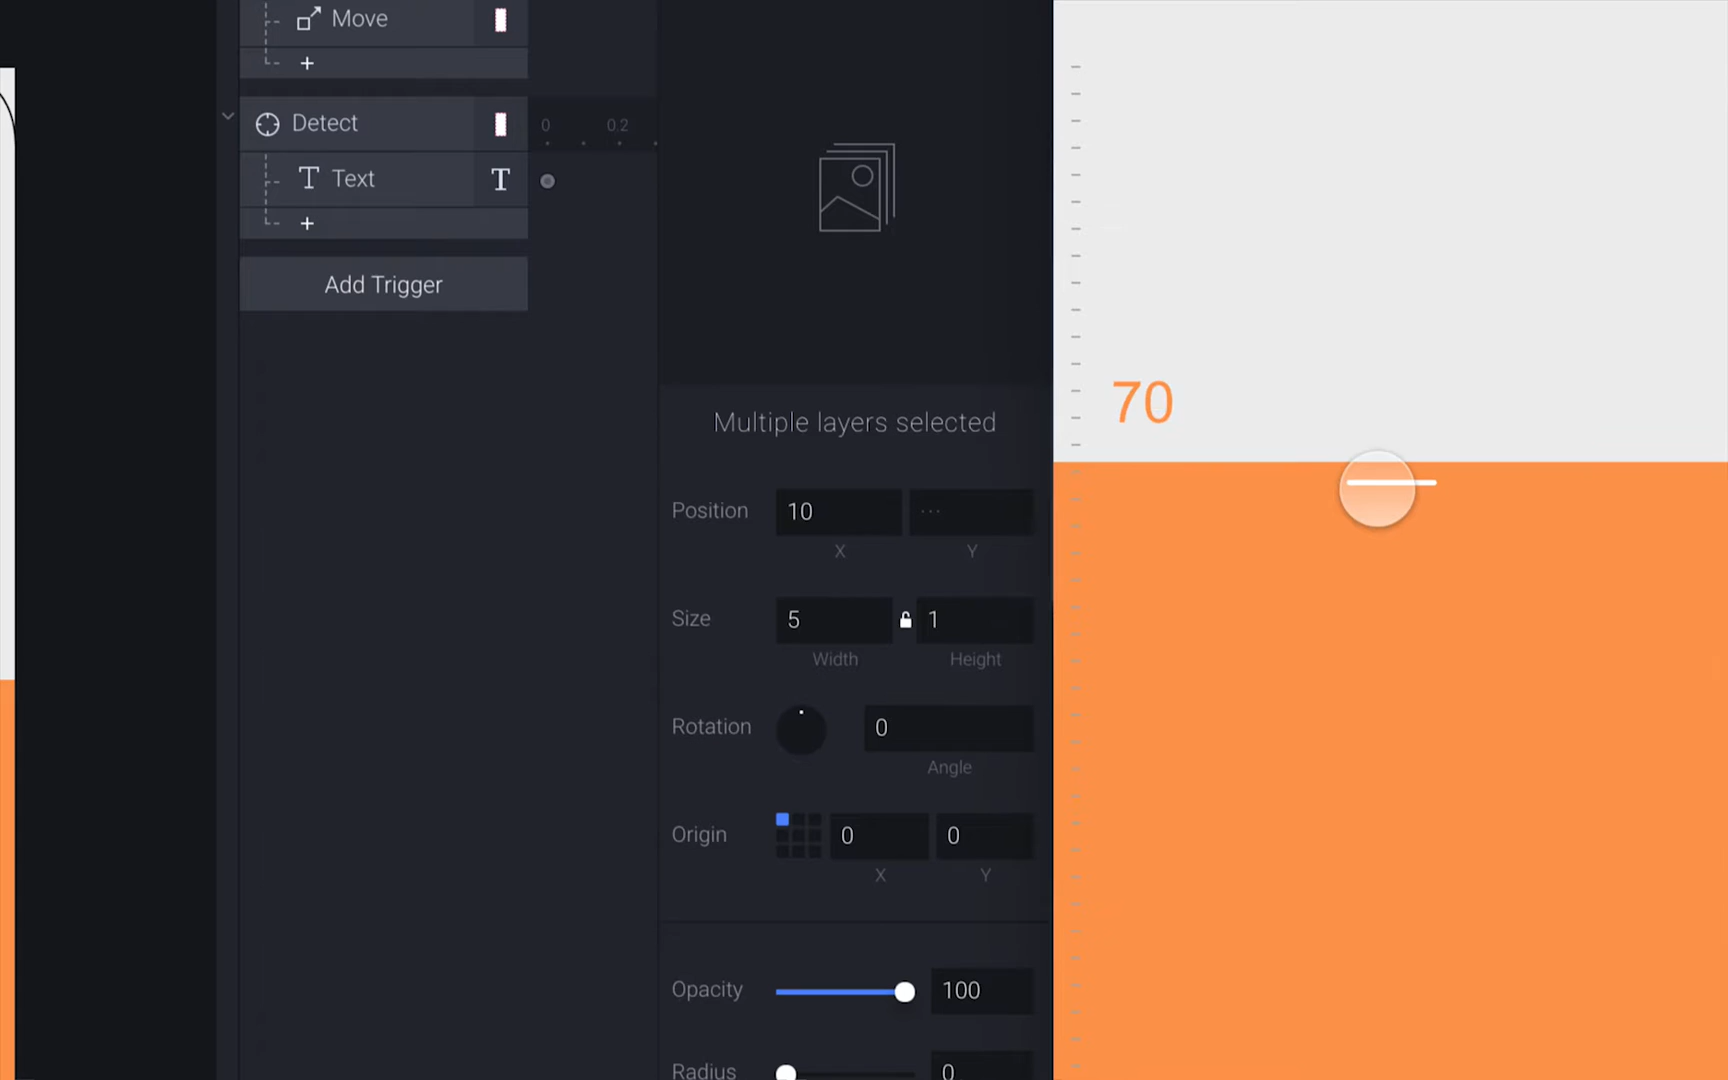 Move
+
Detect
0 0.2
Text T
+
Add Trigger
70
Multiple layers selected
Position 10 ...
X Y
Size 5 1
Width Height
Rotation 0
Angle
Origin 0 0
X Y
Opacity 100
Radius 0